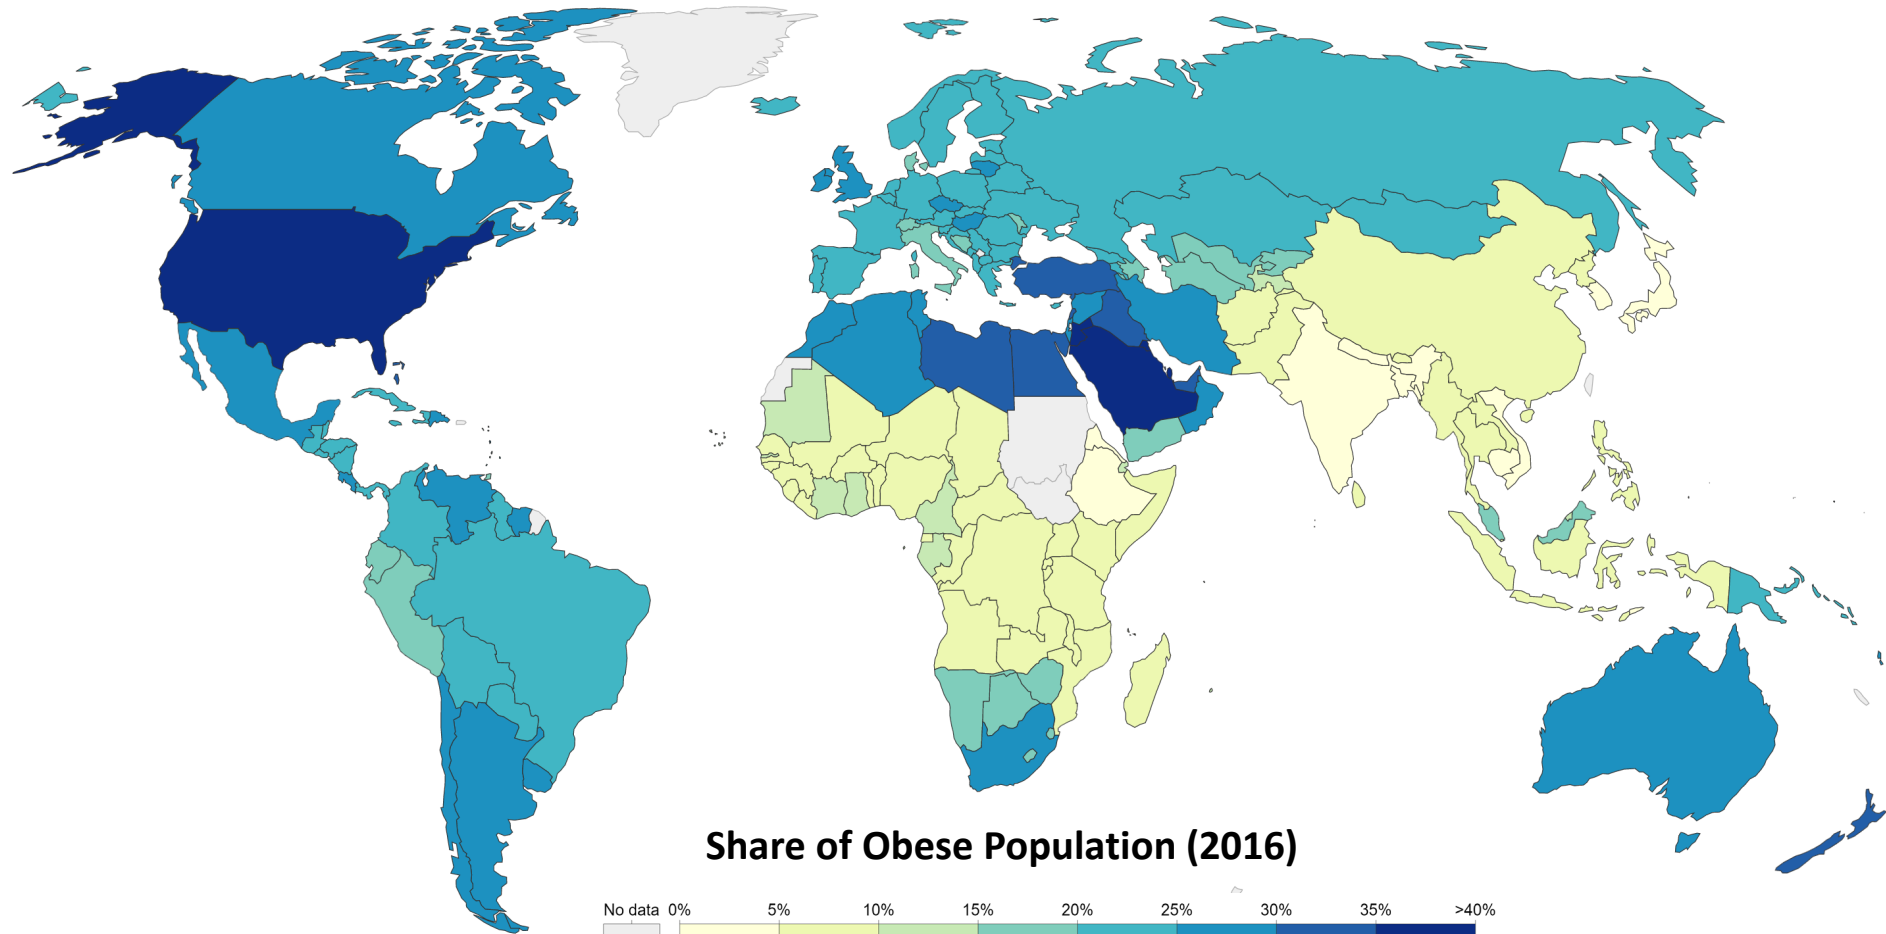 Share of Obese Population (2016)
No data 0% 5% 10% 15% 20% 25% 30% 35% >40%